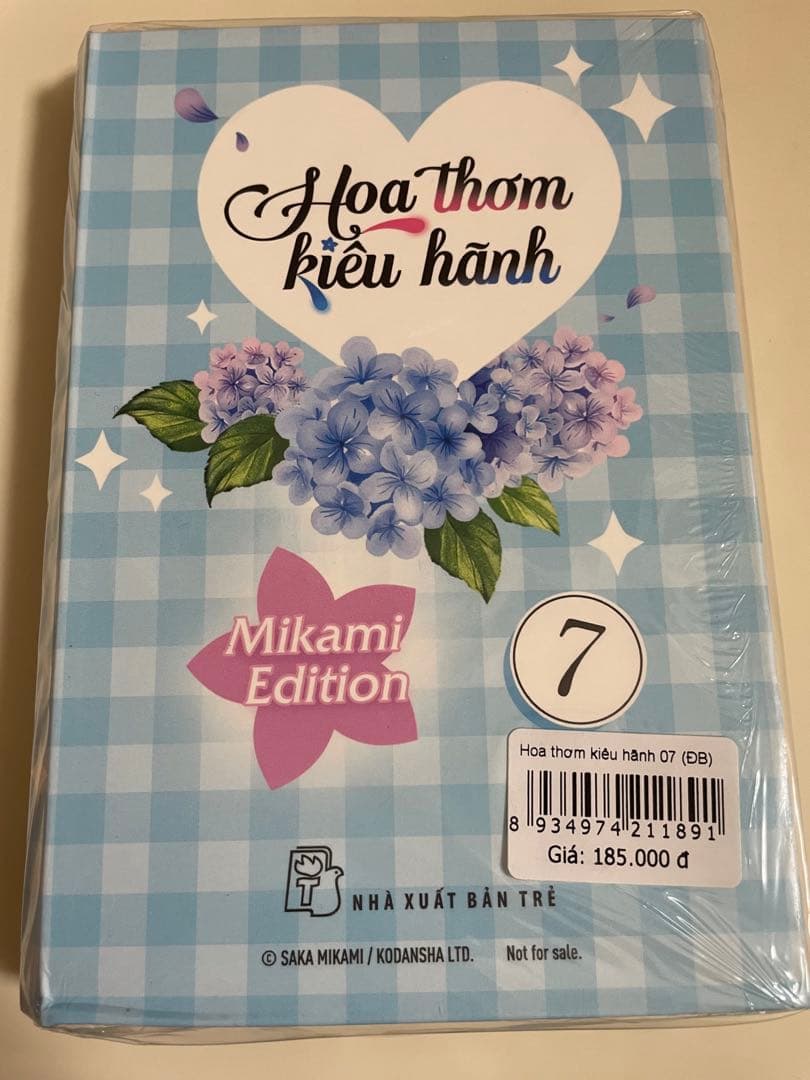 Hoa thơm
kiêu hãnh
Mikami
Edition
7
Hoa thơm kiêu hãnh 07 (ĐB)
8 934974 211891
Giá: 185.000 đ
T
NHÀ XUẤT BẢN TRẺ
© SAKA MIKAMI / KODANSHA LTD. Not for sale.